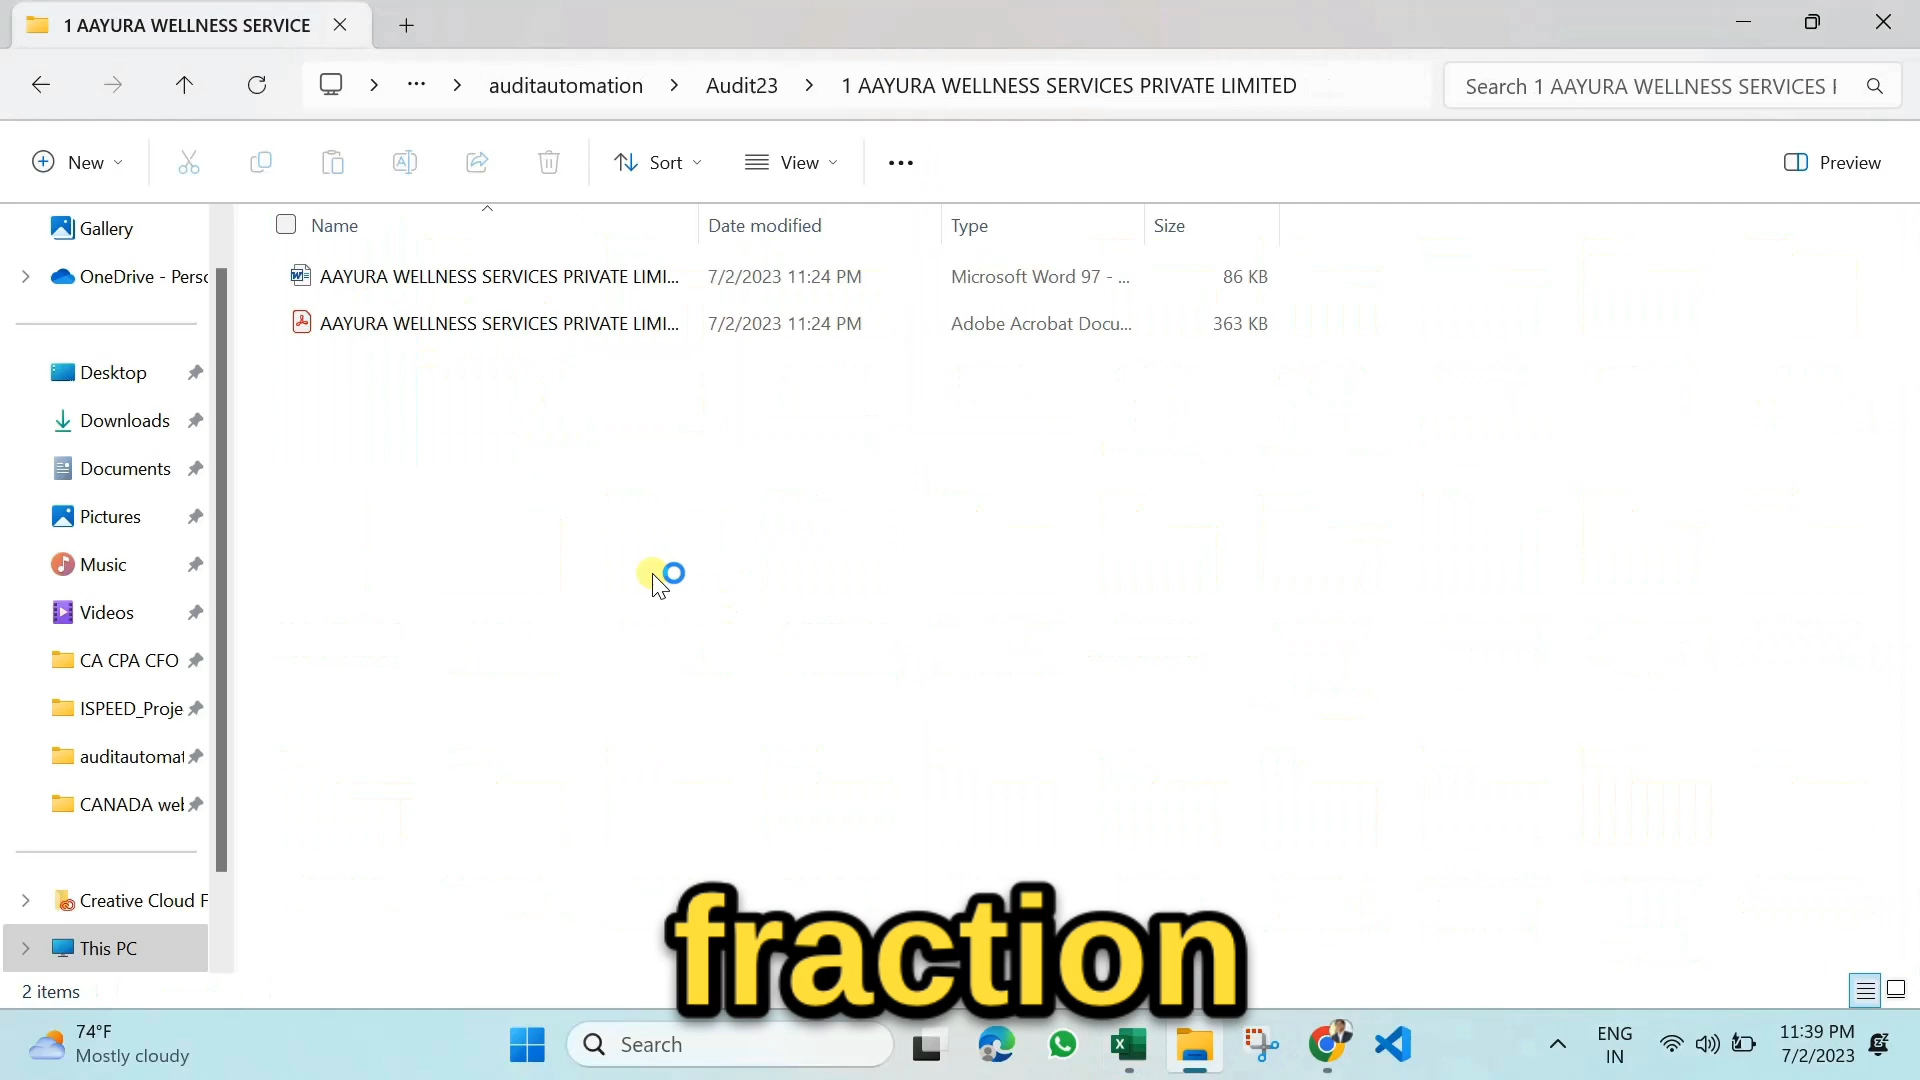 1 AAYURA WELLNESS SERVICE
auditautomation
Audit23
1 AAYURA WELLNESS SERVICES PRIVATE LIMITED
Search 1 AAYURA WELLNESS SERVICES
New
Sort
View
Preview
Name
Date modified
Type
Size
AAYURA WELLNESS SERVICES PRIVATE LIMI... 7/2/2023 11:24 PM Microsoft Word 97 - ... 86 KB
AAYURA WELLNESS SERVICES PRIVATE LIMI... 7/2/2023 11:24 PM Adobe Acrobat Docu... 363 KB
Gallery
OneDrive - Perso
Desktop
Downloads
Documents
Pictures
Music
Videos
CA CPA CFO
ISPEED_Proje
auditautomat
CANADA wel
Creative Cloud F
This PC
2 items
fraction
74°F
Mostly cloudy
Search
ENG
IN
11:39 PM
7/2/2023